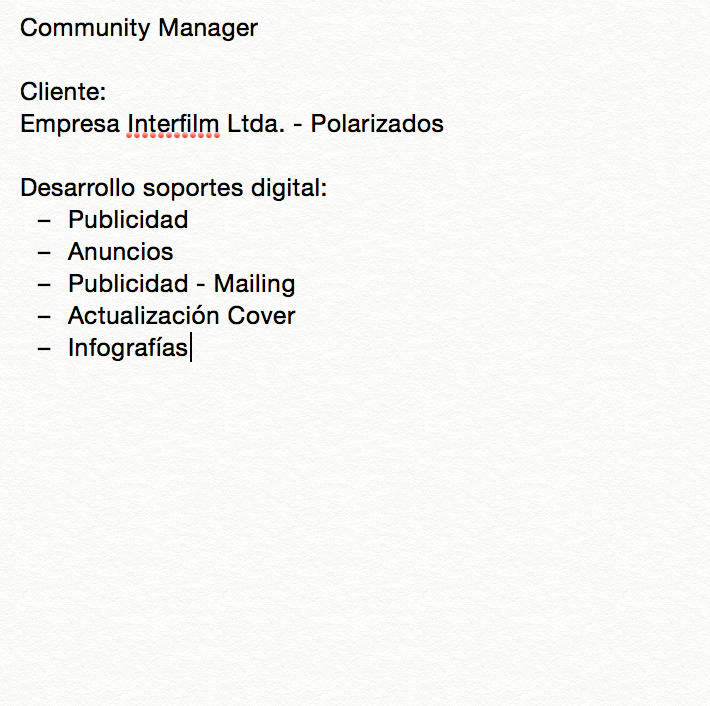 Community Manager
Cliente:
Empresa Interfilm Ltda. - Polarizados
Desarrollo soportes digital:
– Publicidad
– Anuncios
– Publicidad - Mailing
– Actualización Cover
– Infografías